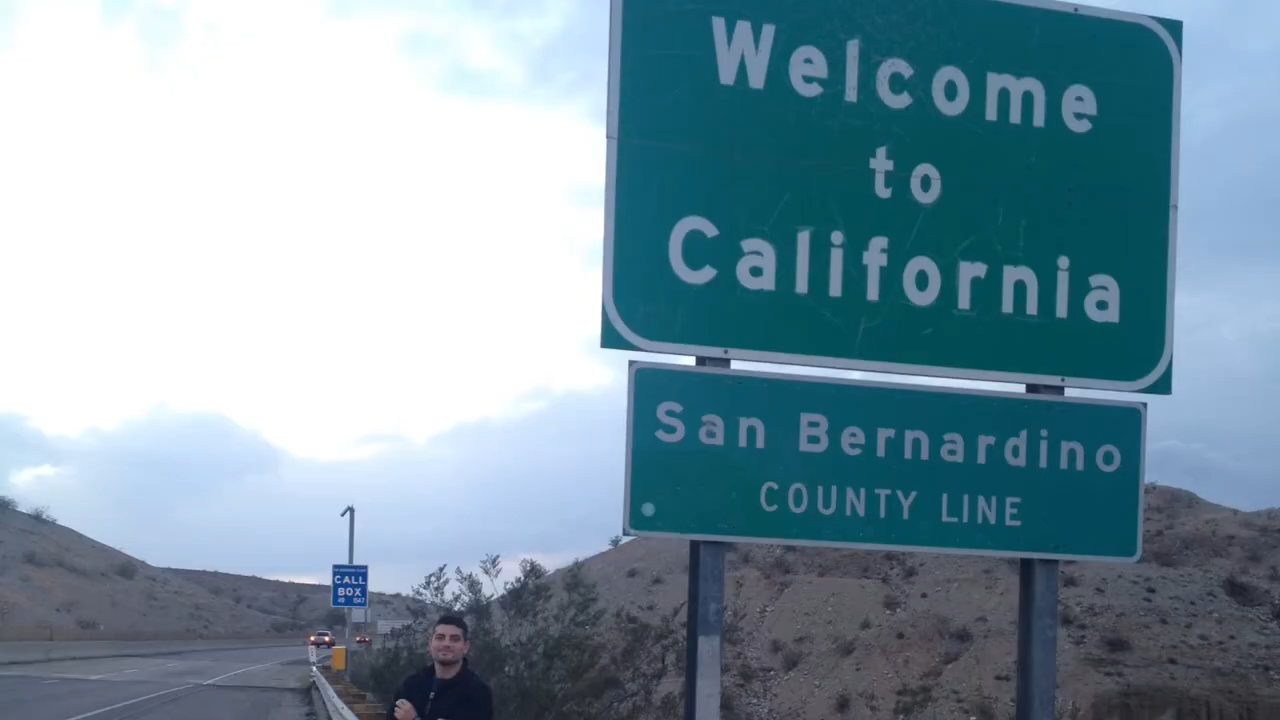 Welcome
to
California
San Bernardino
COUNTY LINE
CALL
BOX